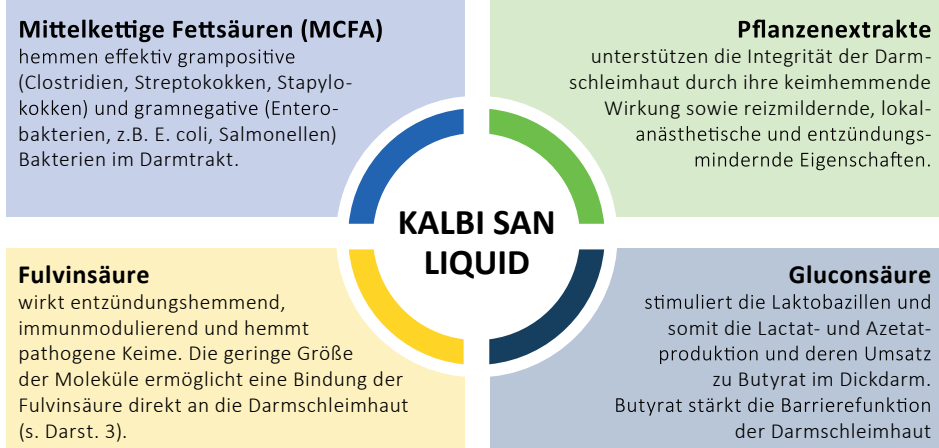 Mittelkettige Fettsäuren (MCFA)
hemmen effektiv grampositive
(Clostridien, Streptokokken, Stapylo-
kokken) und gramnegative (Entero-
bakterien, z.B. E. coli, Salmonellen)
Bakterien im Darmtrakt.
Pflanzenextrakte
unterstützen die Integrität der Darm-
schleimhaut durch ihre keimhemmende
Wirkung sowie reizmildernde, lokal-
anästhetische und entzündungs-
mindernde Eigenschaften.
KALBI SAN
LIQUID
Fulvinsäure
wirkt entzündungshemmend,
immunmodulierend und hemmt
pathogene Keime. Die geringe Größe
der Moleküle ermöglicht eine Bindung der
Fulvinsäure direkt an die Darmschleimhaut
(s. Darst. 3).
Gluconsäure
stimuliert die Laktobazillen und
somit die Lactat- und Azetat-
produktion und deren Umsatz
zu Butyrat im Dickdarm.
Butyrat stärkt die Barrierefunktion
der Darmschleimhaut